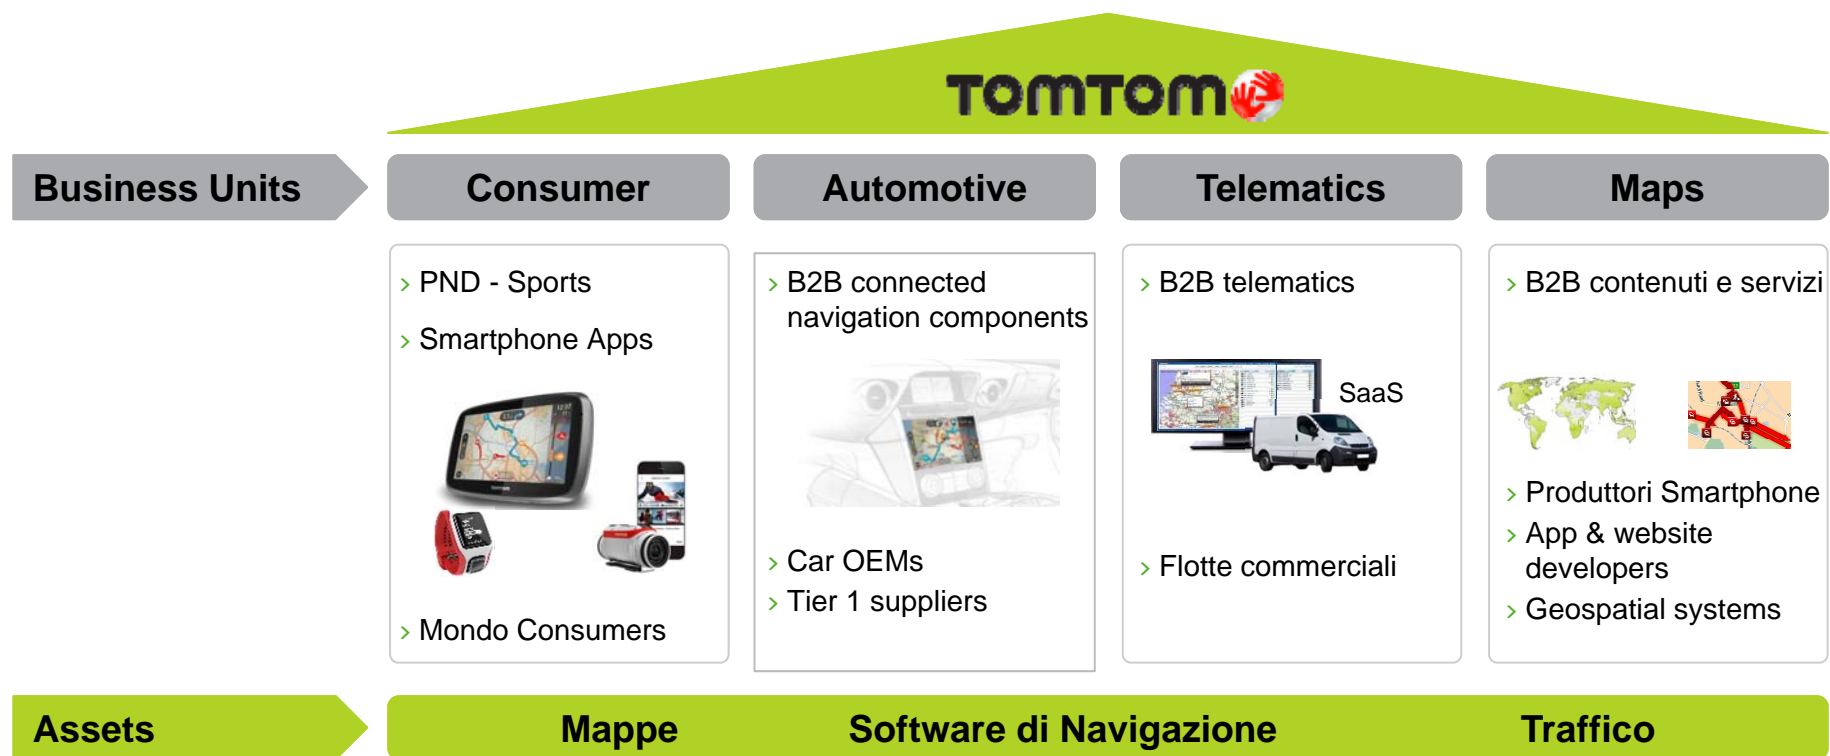 TOMTOM
Business Units
Consumer
Automotive
Telematics
Maps
› PND - Sports
› Smartphone Apps
› Mondo Consumers
› B2B connected
navigation components
› Car OEMs
› Tier 1 suppliers
› B2B telematics
SaaS
› Flotte commerciali
› B2B contenuti e servizi
› Produttori Smartphone
› App & website
developers
› Geospatial systems
Assets
Mappe
Software di Navigazione
Traffico